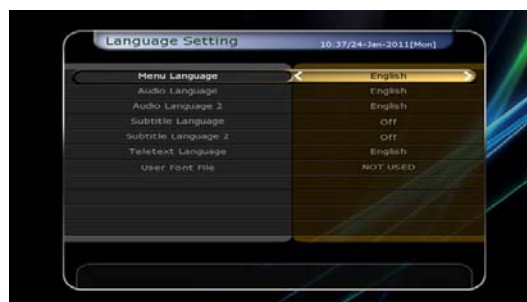 Language Setting 10:37/24-Jan-2011[Mon]
Menu Language English
Audio Language English
Audio Language 2 English
Subtitle Language Off
Subtitle Language 2 Off
Teletext Language English
User Font File NOT USED